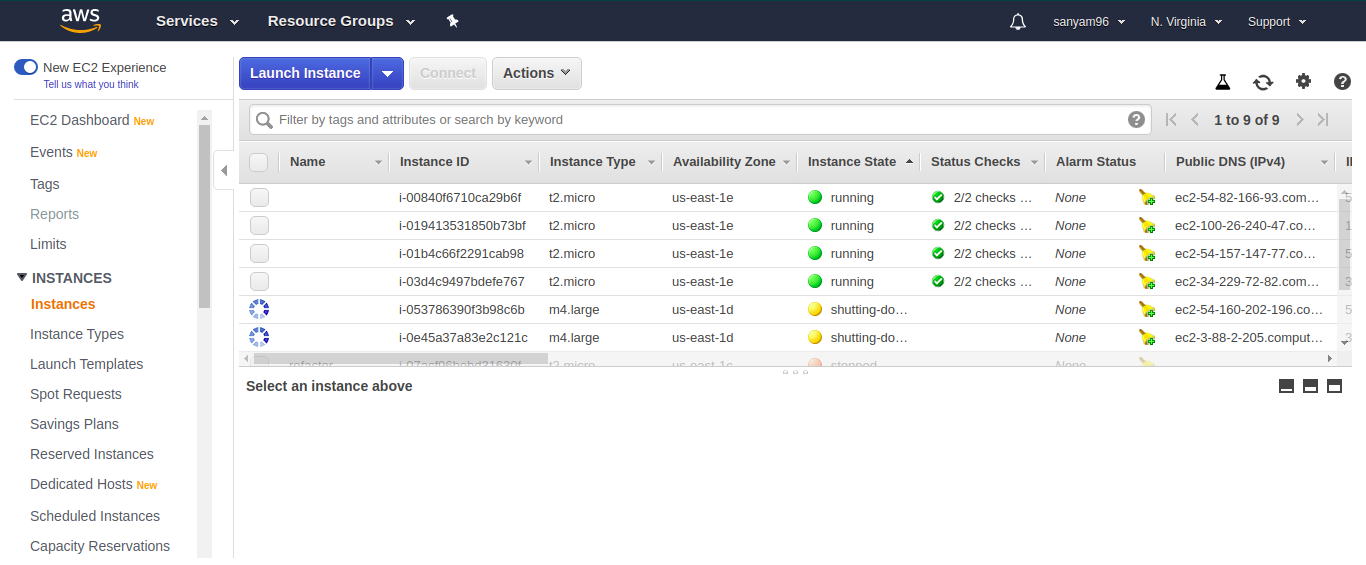 aws Services Resource Groups sanyam96 N. Virginia Support
New EC2 Experience
Tell us what you think
Launch Instance Connect Actions
EC2 Dashboard New
Events New
Tags
Reports
Limits
INSTANCES
Instances
Instance Types
Launch Templates
Spot Requests
Savings Plans
Reserved Instances
Dedicated Hosts New
Scheduled Instances
Capacity Reservations
Filter by tags and attributes or search by keyword ? 1 to 9 of 9
Name Instance ID Instance Type Availability Zone Instance State Status Checks Alarm Status Public DNS (IPv4)
i-00840f6710ca29b6f t2.micro us-east-1e running 2/2 checks ... None ec2-54-82-166-93.com...
i-019413531850b73bf t2.micro us-east-1e running 2/2 checks ... None ec2-100-26-240-47.co...
i-01b4c66f2291cab98 t2.micro us-east-1e running 2/2 checks ... None ec2-54-157-147-77.co...
i-03d4c9497bdefe767 t2.micro us-east-1e running 2/2 checks ... None ec2-34-229-72-82.com...
i-053786390f3b98c6b m4.large us-east-1d shutting-do... None ec2-54-160-202-196.co...
i-0e45a37a83e2c121c m4.large us-east-1d shutting-do... None ec2-3-88-2-205.comput...
refactor t2.micro us-east-1c stopped None
Select an instance above